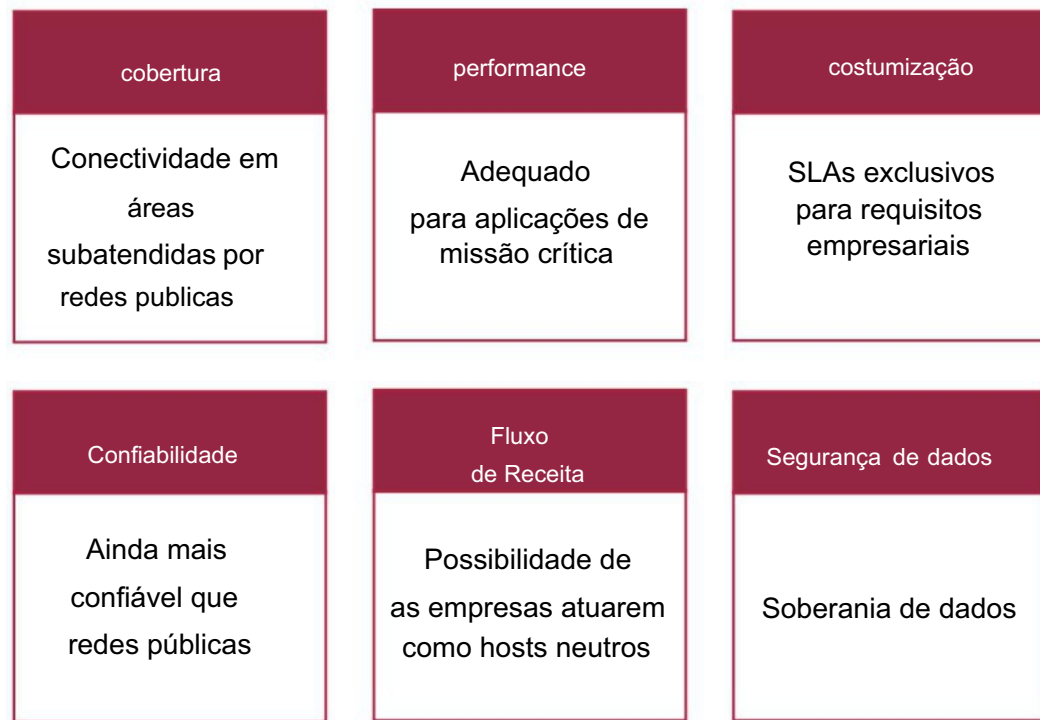 cobertura
Conectividade em
áreas
subatendidas por
redes publicas
performance
Adequado
para aplicações de
missão crítica
costumização
SLAs exclusivos
para requisitos
empresariais
Confiabilidade
Ainda mais
confiável que
redes públicas
Fluxo
de Receita
Possibilidade de
as empresas atuarem
como hosts neutros
Segurança de dados
Soberania de dados